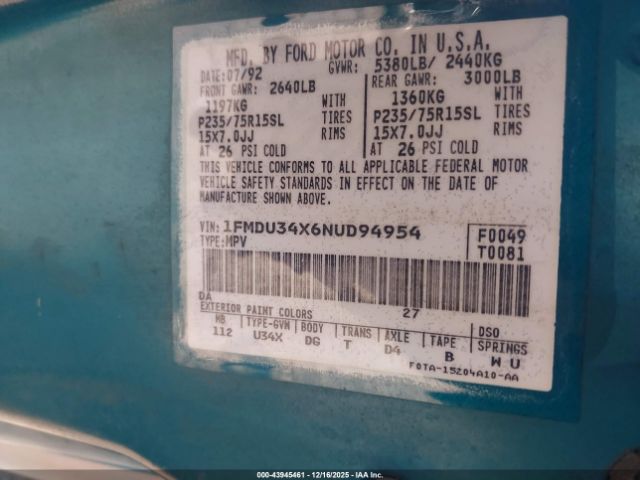 MFD. BY FORD MOTOR CO. IN U.S.A.
DATE: 07/92 GVWR: 5380LB/ 2440KG
FRONT GAWR: 2640LB REAR GAWR: 3000LB
1197KG WITH 1360KG WITH
P235/75R15SL TIRES P235/75R15SL TIRES
15X7.0JJ RIMS 15X7.0JJ RIMS
AT 26 PSI COLD AT 26 PSI COLD
THIS VEHICLE CONFORMS TO ALL APPLICABLE FEDERAL MOTOR
VEHICLE SAFETY STANDARDS IN EFFECT ON THE DATE OF
MANUFACTURE SHOWN ABOVE.
VIN: 1FMDU34X6NUD94954 F0049
TYPE: MPV T0081
DA 27
EXTERIOR PAINT COLORS DSO
WB TYPE-GVN BODY TRANS AXLE TAPE SPRINGS
112 U34X DG T D4 B W U
F0TA-15204A10-AA
000-43945461 | 12/16/2025 | IAA Inc.